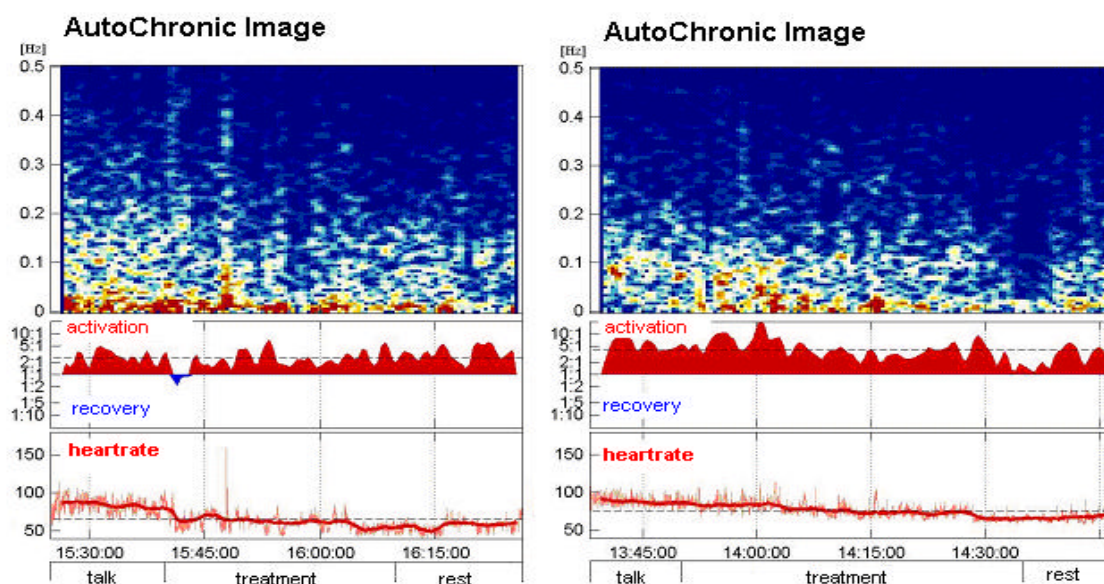 AutoChronic Image
[Hz]
0.5
0.4
0.3
0.2
0.1
0
activation
10:1
5:1
2:1
1:1
1:2
1:5
1:10
recovery
heartrate
150
100
50
15:30:00 15:45:00 16:00:00 16:15:00
talk treatment rest
AutoChronic Image
[Hz]
0.5
0.4
0.3
0.2
0.1
0
activation
10:1
5:1
2:1
1:1
1:2
1:5
1:10
recovery
heartrate
150
100
50
13:45:00 14:00:00 14:15:00 14:30:00
talk treatment rest